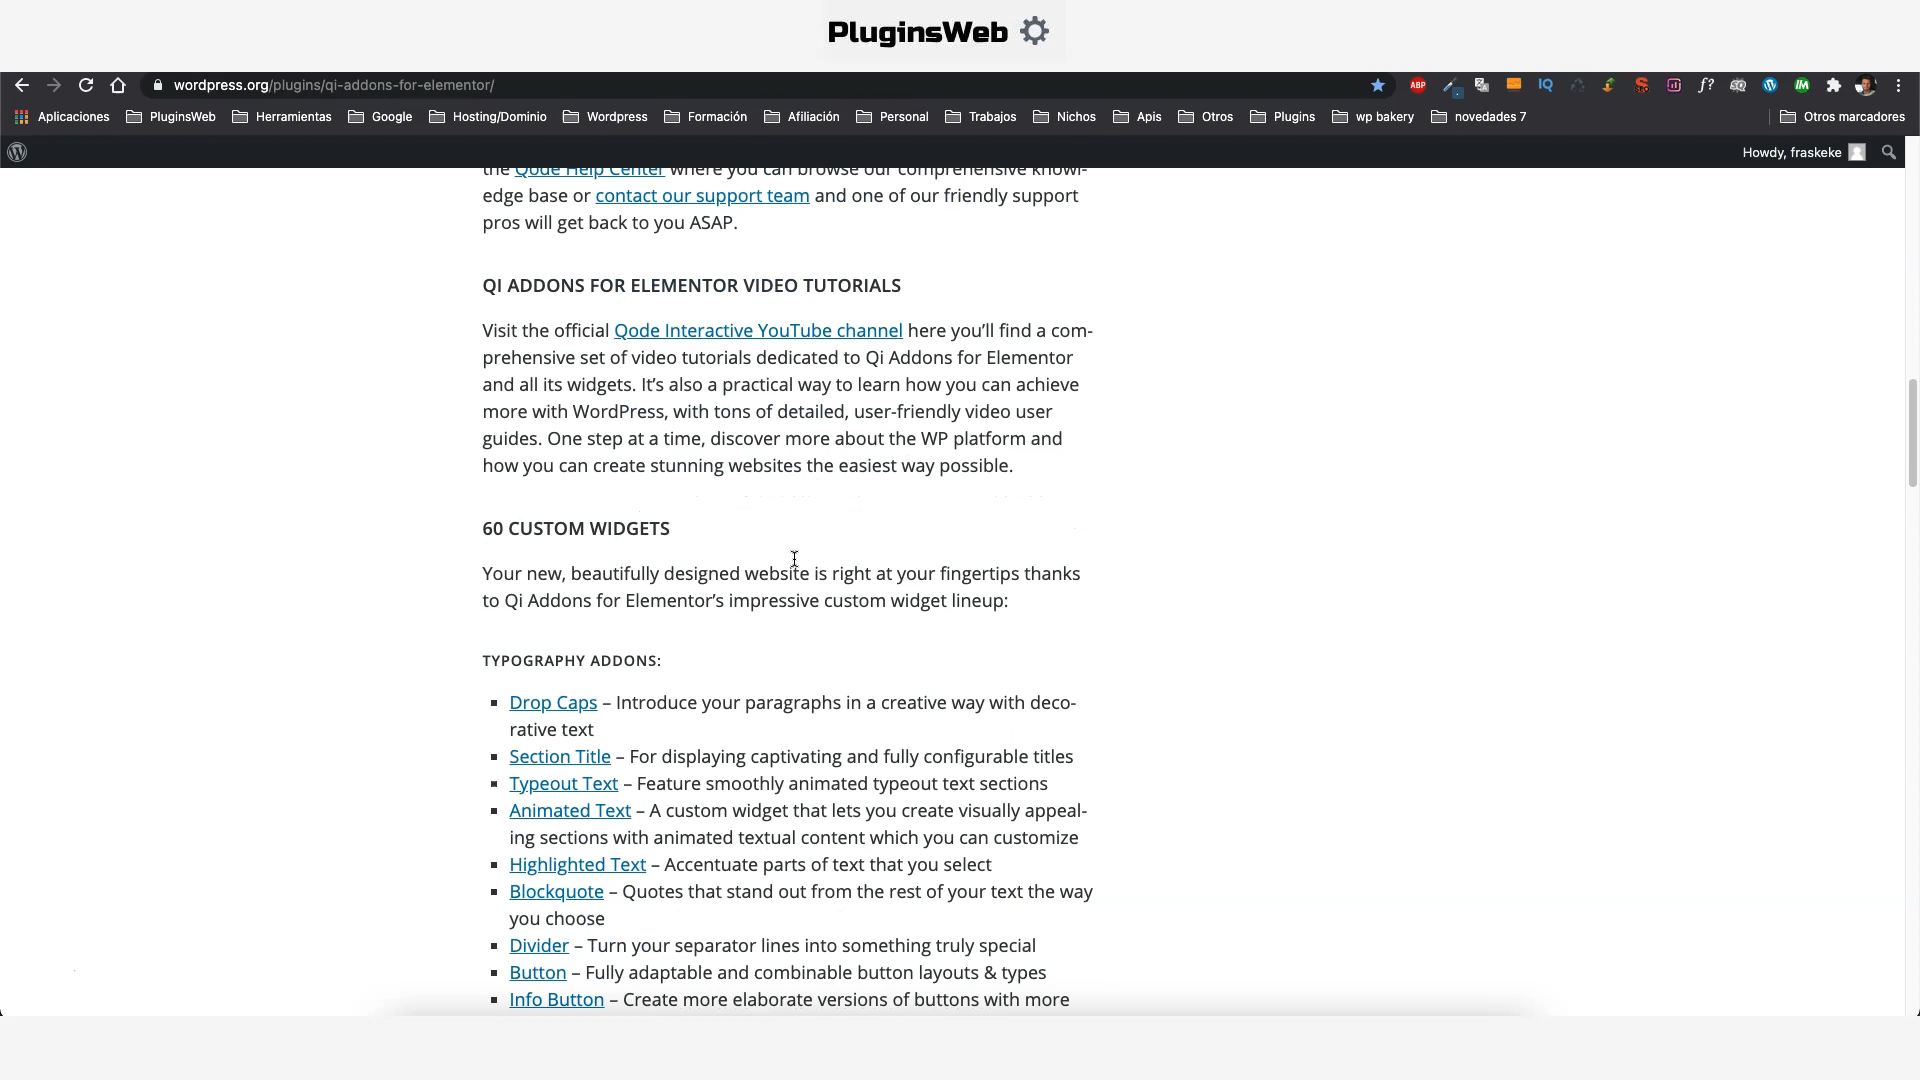 PluginsWeb
wordpress.org/plugins/qi-addons-for-elementor/
ABP
IQ
f?
Aplicaciones PluginsWeb Herramientas Google Hosting/Dominio Wordpress Formación Afiliación Personal Trabajos Nichos Apis Otros Plugins wp bakery novedades 7 Otros marcadores
Howdy, fraskeke
the Qode Help Center where you can browse our comprehensive knowl-
edge base or contact our support team and one of our friendly support
pros will get back to you ASAP.
QI ADDONS FOR ELEMENTOR VIDEO TUTORIALS
Visit the official Qode Interactive YouTube channel here you’ll find a com-
prehensive set of video tutorials dedicated to Qi Addons for Elementor
and all its widgets. It’s also a practical way to learn how you can achieve
more with WordPress, with tons of detailed, user-friendly video user
guides. One step at a time, discover more about the WP platform and
how you can create stunning websites the easiest way possible.
60 CUSTOM WIDGETS
Your new, beautifully designed website is right at your fingertips thanks
to Qi Addons for Elementor’s impressive custom widget lineup:
TYPOGRAPHY ADDONS:
Drop Caps – Introduce your paragraphs in a creative way with deco-
rative text
Section Title – For displaying captivating and fully configurable titles
Typeout Text – Feature smoothly animated typeout text sections
Animated Text – A custom widget that lets you create visually appeal-
ing sections with animated textual content which you can customize
Highlighted Text – Accentuate parts of text that you select
Blockquote – Quotes that stand out from the rest of your text the way
you choose
Divider – Turn your separator lines into something truly special
Button – Fully adaptable and combinable button layouts & types
Info Button – Create more elaborate versions of buttons with more